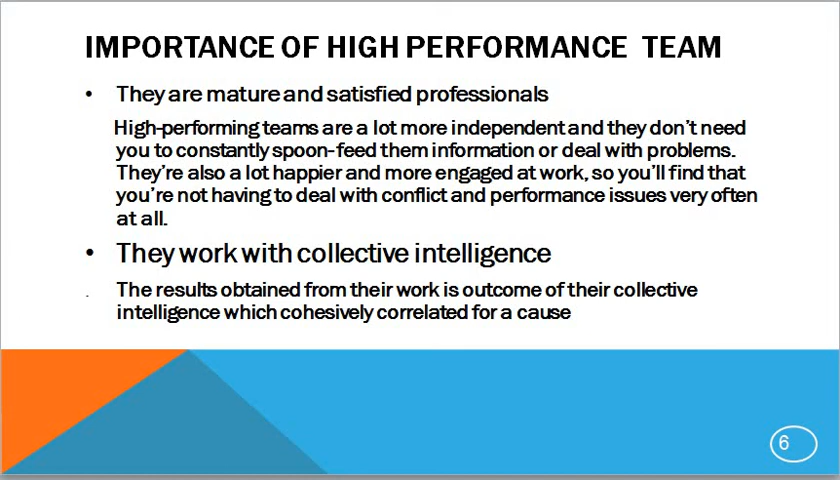 IMPORTANCE OF HIGH PERFORMANCE TEAM
• They are mature and satisfied professionals
High-performing teams are a lot more independent and they don't need
you to constantly spoon-feed them information or deal with problems.
They're also a lot happier and more engaged at work, so you'll find that
you're not having to deal with conflict and performance issues very often
at all.
• They work with collective intelligence
. The results obtained from their work is outcome of their collective
intelligence which cohesively correlated for a cause
6